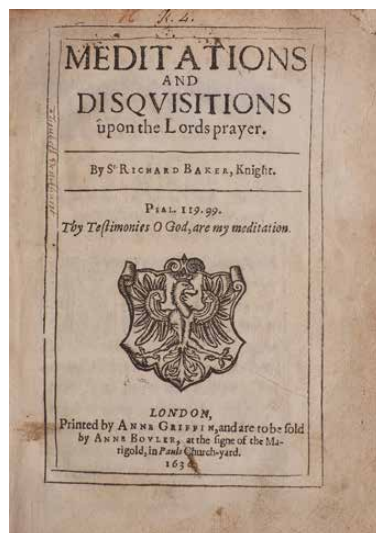 K.4.
MEDITATIONS
AND
DISQVISITIONS
upon the Lords prayer.
By Sʳ RICHARD BAKER, Knight.
PSAL. 119.99.
Thy Teſtimonies O God, are my meditation.
LONDON,
Printed by ANNE GRIFFIN, and are to be ſold
by ANNE BOVLER, at the ſigne of the Ma-
rigold, in Pauls Church-yard.